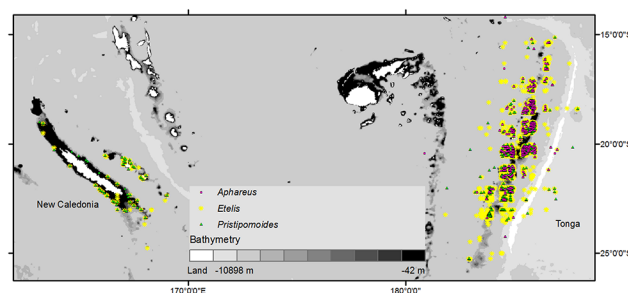 15°0'0"S
20°0'0"S
New Caledonia
Aphareus
Etelis
Pristipomoides
Bathymetry
Land -10898 m -42 m
Tonga
25°0'0"S
170°0'0"E 180°0'0"